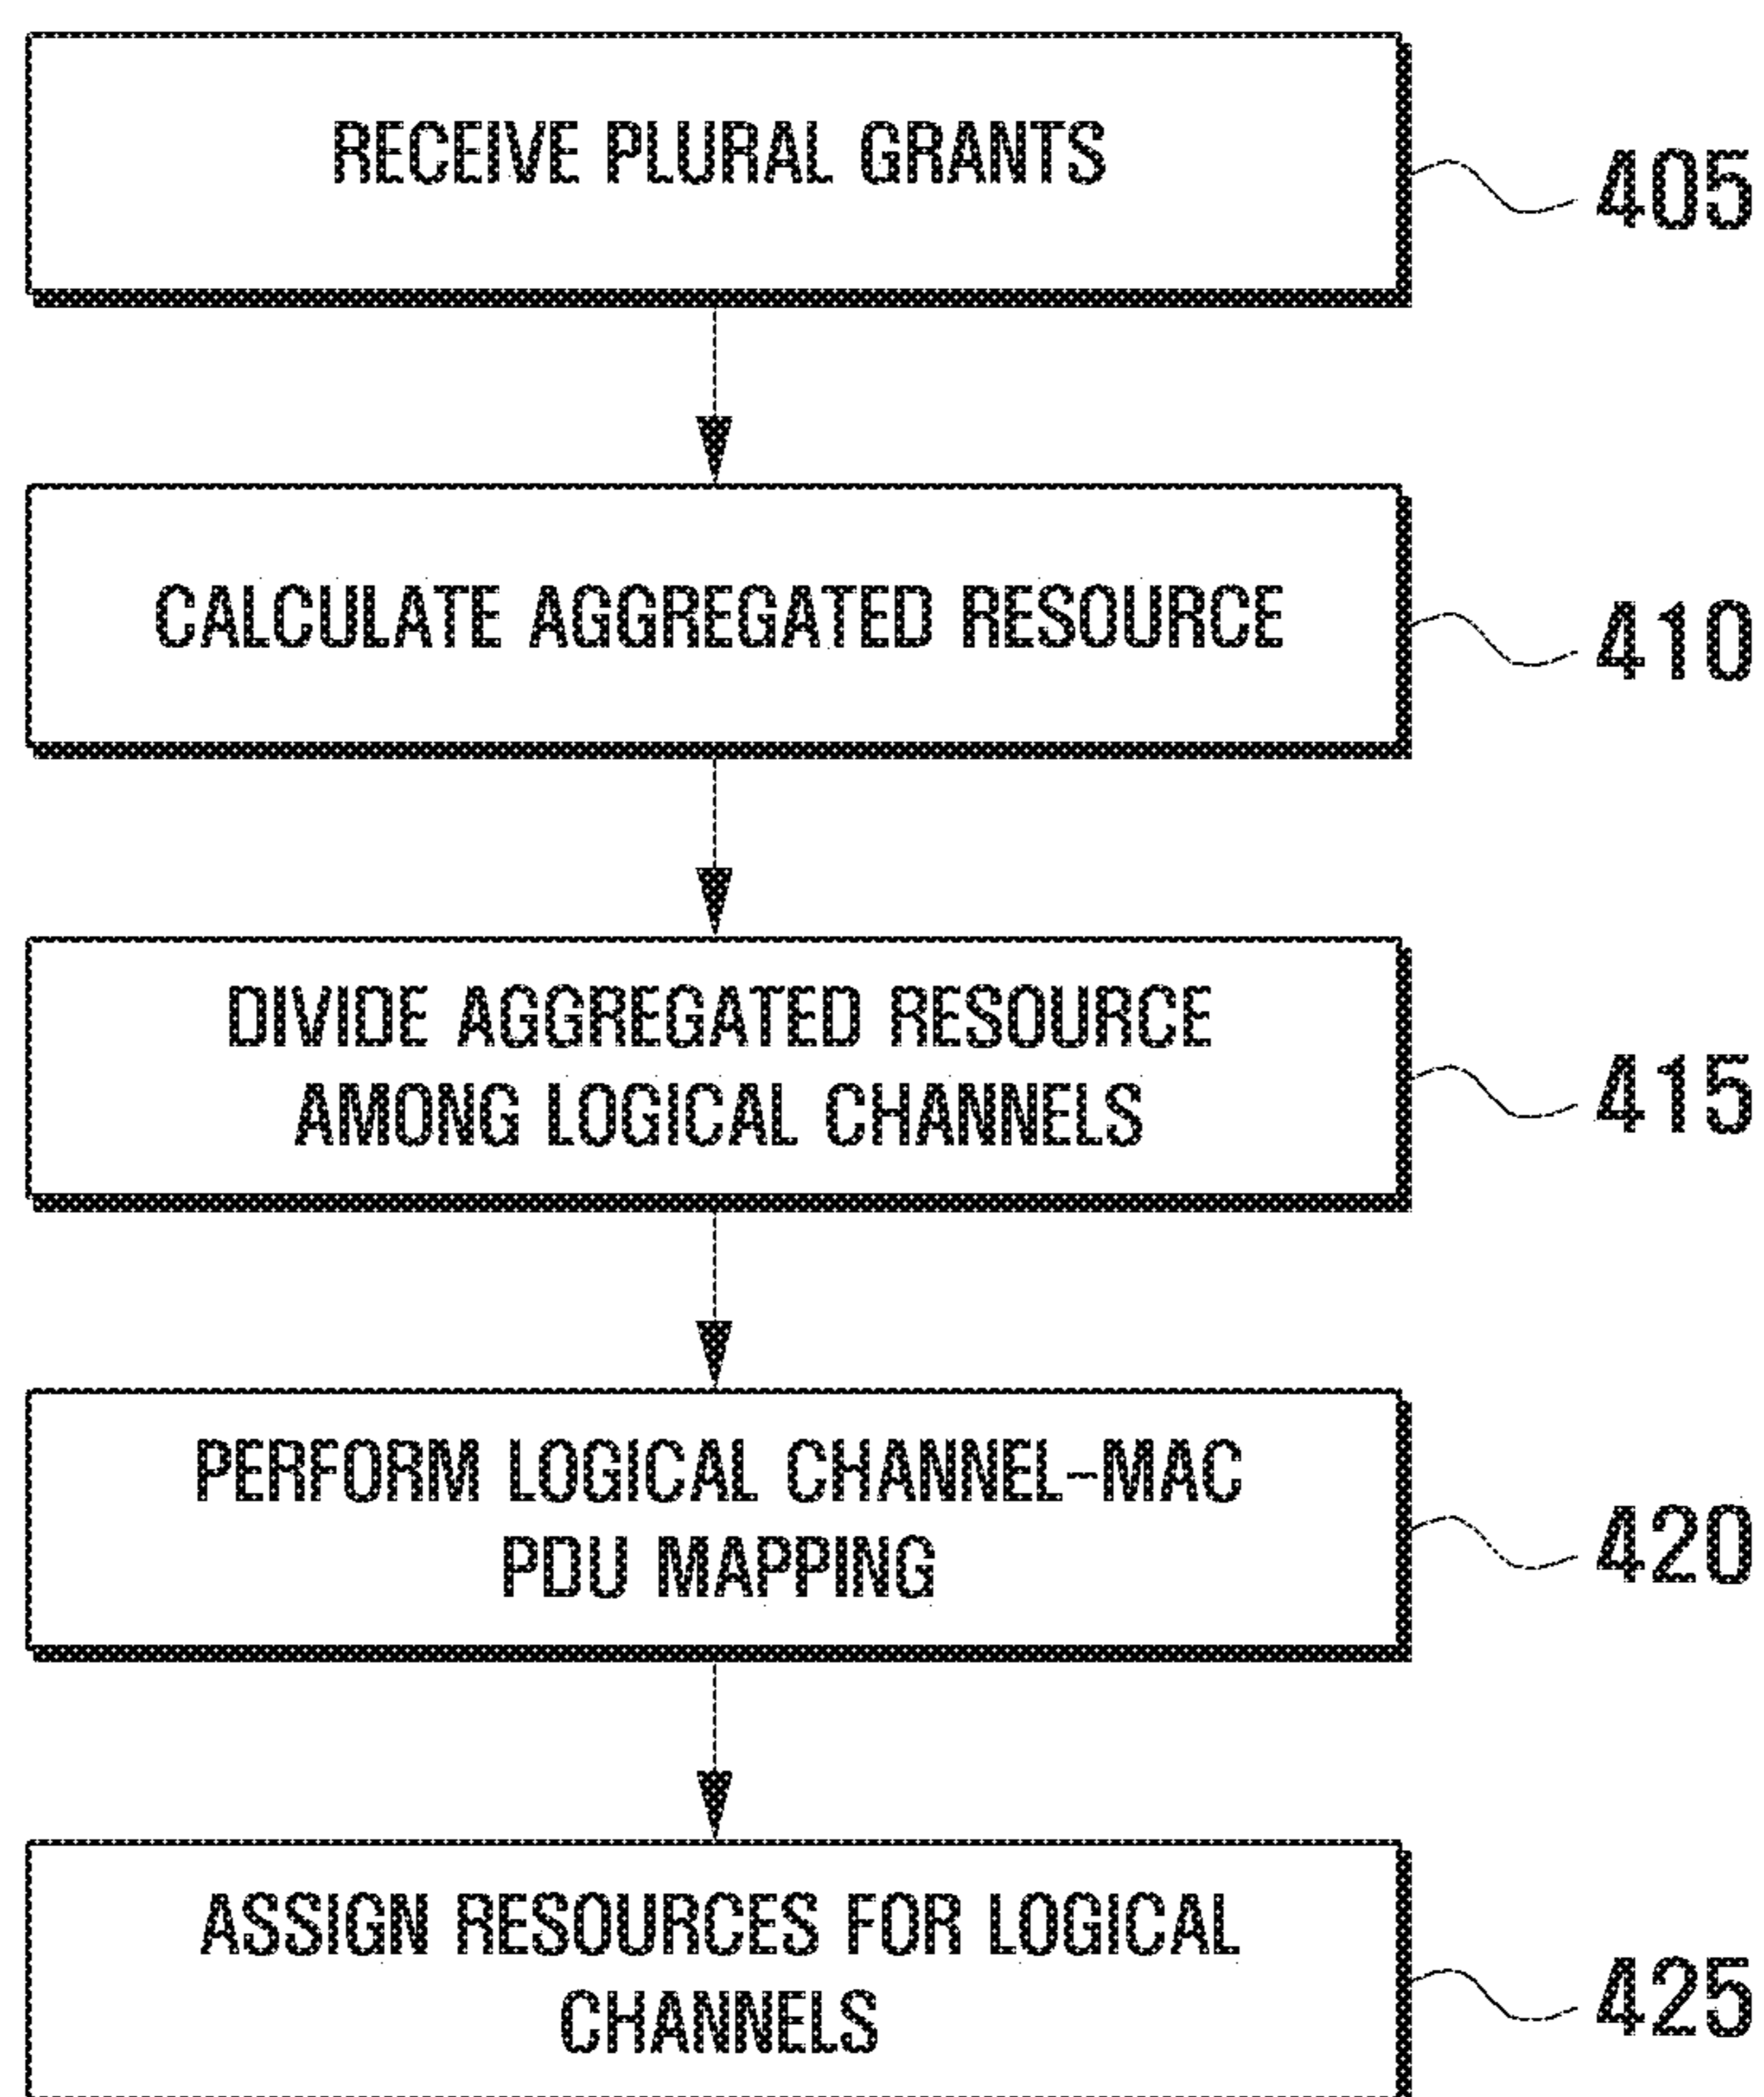 RECEIVE PLURAL GRANTS
405
CALCULATE AGGREGATED RESOURCE
410
DIVIDE AGGREGATED RESOURCE
AMONG LOGICAL CHANNELS
415
PERFORM LOGICAL CHANNEL-MAC
PDU MAPPING
420
ASSIGN RESOURCES FOR LOGICAL
CHANNELS
425